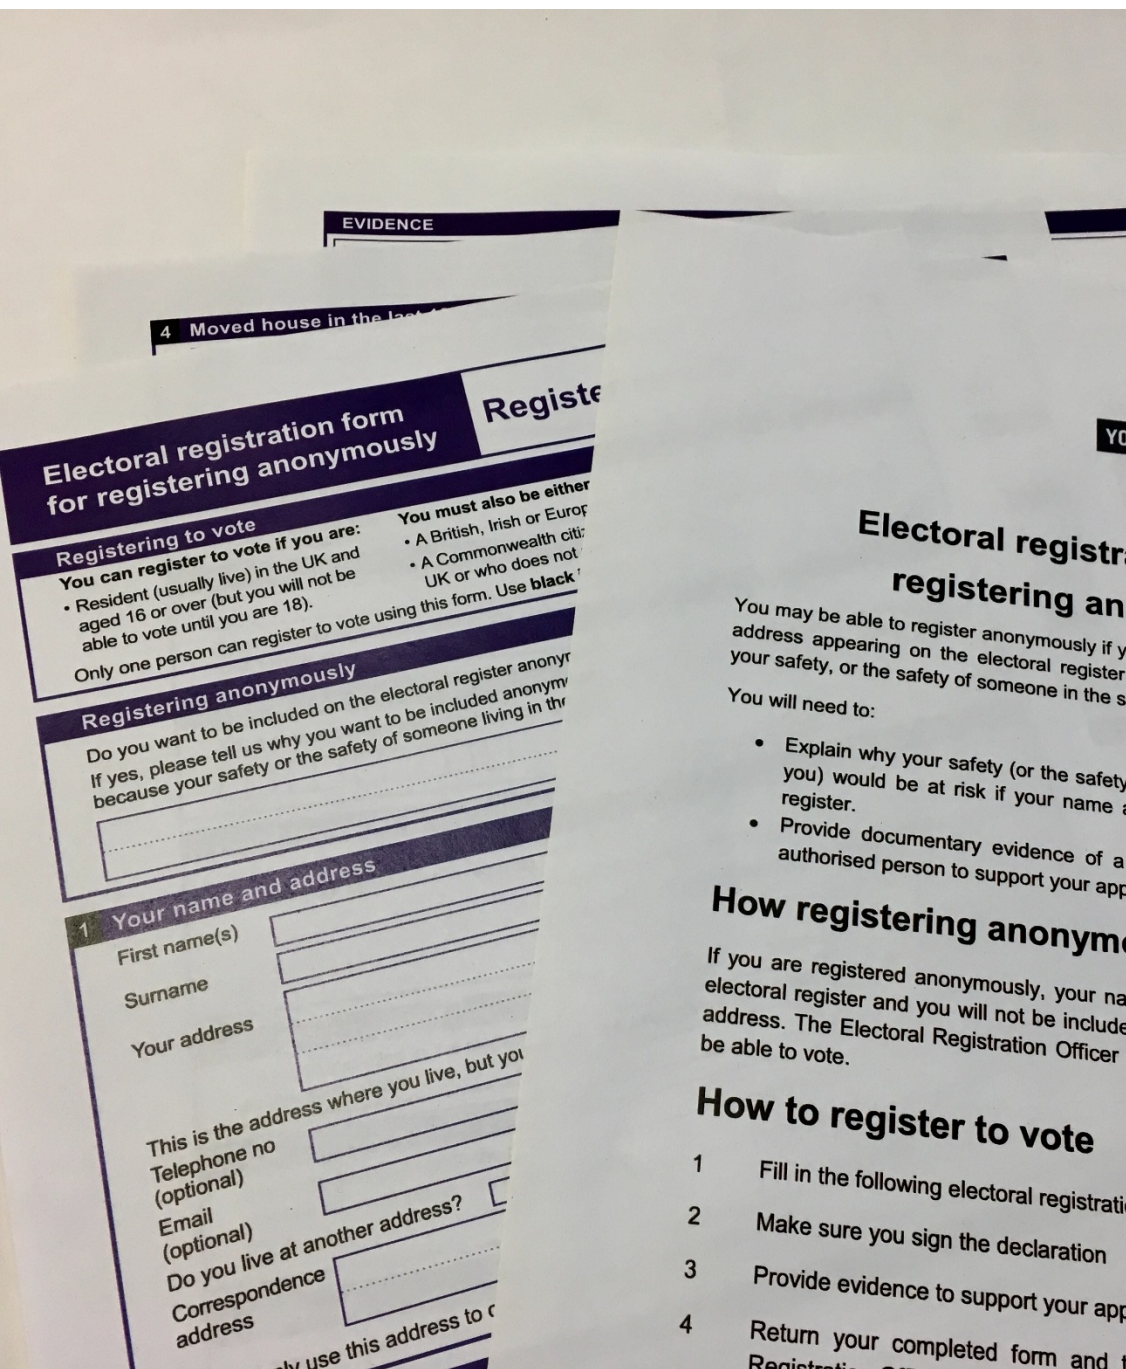 EVIDENCE
4 Moved house in the
Electoral registration form
for registering anonymously
Registering to vote
You can register to vote if you are:
• Resident (usually live) in the UK and
aged 16 or over (but you will not be
able to vote until you are 18).
You must also be either
• A British, Irish or Europ
• A Commonwealth citi
UK or who does not
Only one person can register to vote using this form. Use black
Registering anonymously
Do you want to be included on the electoral register anony
If yes, please tell us why you want to be included anonym
because your safety or the safety of someone living in the
1 Your name and address
First name(s)
Surname
Your address
This is the address where you live, but you
Telephone no
(optional)
Email
(optional)
Do you live at another address?
Correspondence
address
use this address to
YO
Electoral registr
registering an
You may be able to register anonymously if y
address appearing on the electoral register
your safety, or the safety of someone in the s
You will need to:
• Explain why your safety (or the safety
you) would be at risk if your name a
register.
• Provide documentary evidence of a
authorised person to support your app
How registering anonymo
If you are registered anonymously, your na
electoral register and you will not be include
address. The Electoral Registration Officer
be able to vote.
How to register to vote
1 Fill in the following electoral registrati
2 Make sure you sign the declaration
3 Provide evidence to support your app
4 Return your completed form and t